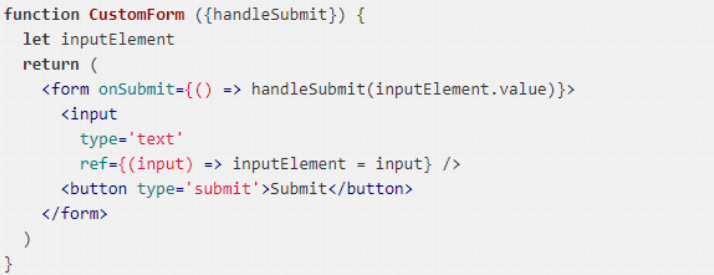 function CustomForm ({handleSubmit}) {
  let inputElement
  return (
    <form onSubmit={() => handleSubmit(inputElement.value)}>
      <input
        type='text'
        ref={(input) => inputElement = input} />
      <button type='submit'>Submit</button>
    </form>
  )
}